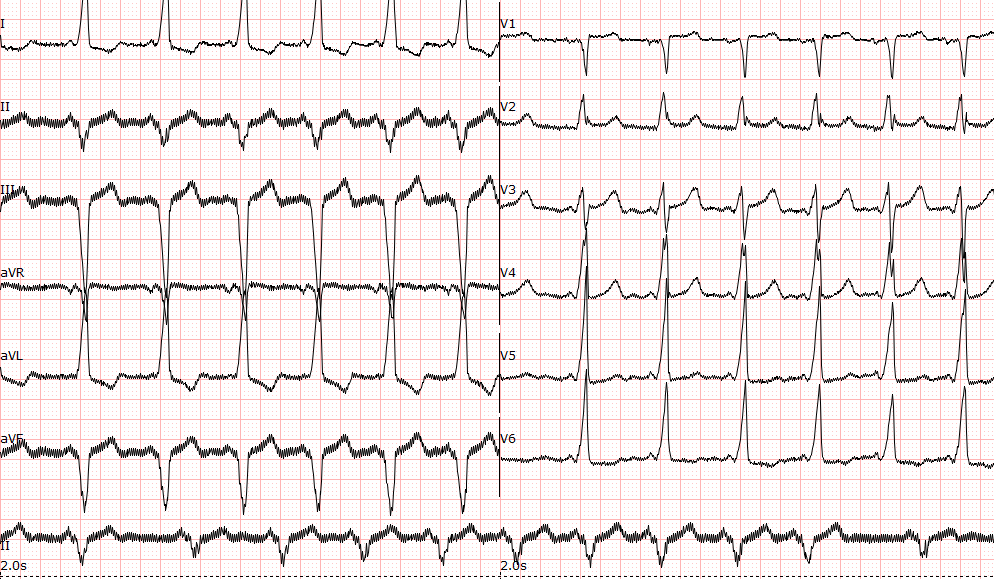 I V1
II V2
III V3
aVR V4
aVL V5
aVF V6
II
2.0s 2.0s